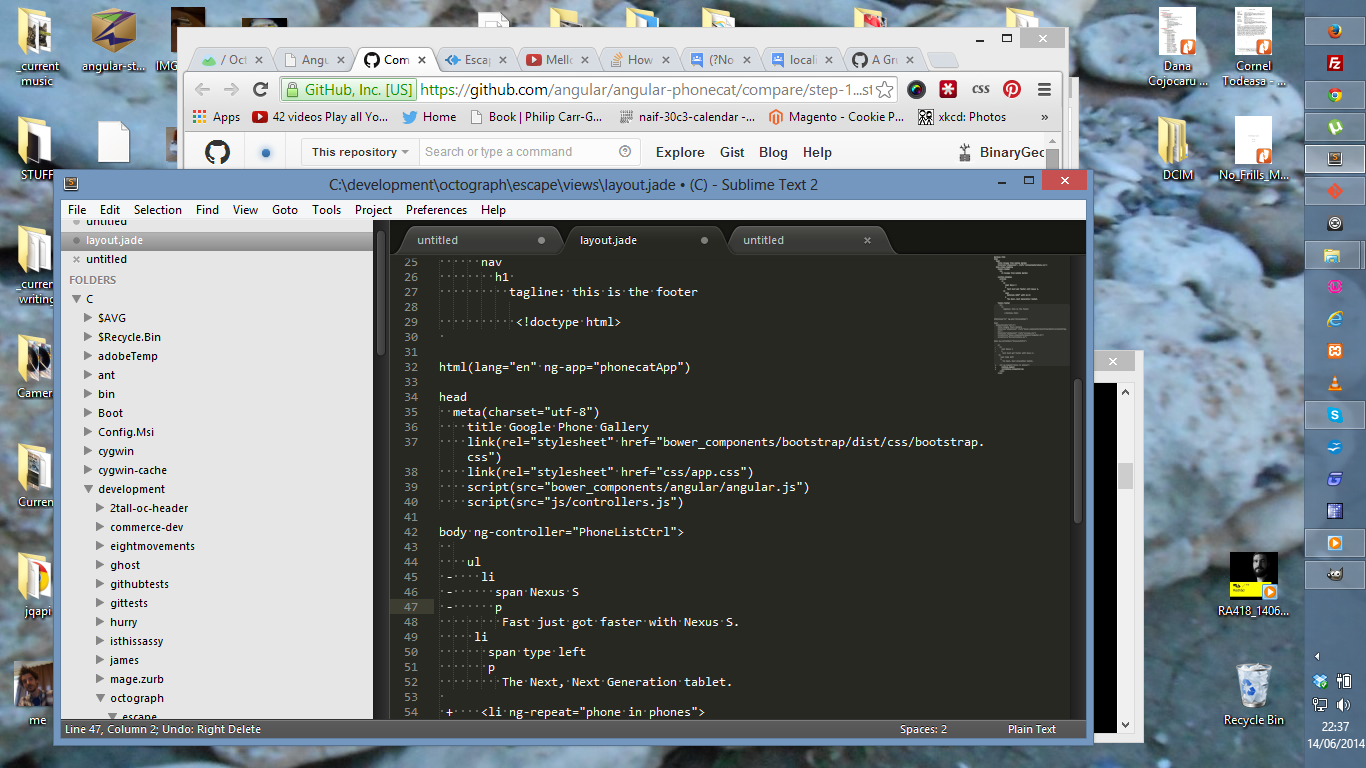 _current music
angular-st...
IMG
STUFF
_current writing
Camera
Current
jqapi
me
/ Oct
Angu
Com
Escap
Mello
How
(?No
locali
A Gr
GitHub, Inc. [US]
https://github.com/angular/angular-phonecat/compare/step-1...st
CSS
Apps
42 videos Play all Yo...
Home
Book | Philip Carr-G...
naif-30c3-calendar -...
Magento - Cookie P...
xkcd: Photos
»
This repository
Search or type a command
Explore
Gist
Blog
Help
BinaryGeo
C:\development\octograph\escape\views\layout.jade • (C) - Sublime Text 2
File Edit Selection Find View Goto Tools Project Preferences Help
untitled
layout.jade
untitled
FOLDERS
C
$AVG
$Recycle.Bin
adobeTemp
ant
bin
Boot
Config.Msi
cygwin
cygwin-cache
development
2tall-oc-header
commerce-dev
eightmovements
ghost
githubtests
gittests
hurry
isthissassy
james
mage.zurb
octograph
escape
untitled
layout.jade
untitled
25 nav
26 h1
27 tagline: this is the footer
28
29 <!doctype html>
30
31
32 html(lang="en" ng-app="phonecatApp")
33
34 head
35 meta(charset="utf-8")
36 title Google Phone Gallery
37 link(rel="stylesheet" href="bower_components/bootstrap/dist/css/bootstrap.
css")
38 link(rel="stylesheet" href="css/app.css")
39 script(src="bower_components/angular/angular.js")
40 script(src="js/controllers.js")
41
42 body ng-controller="PhoneListCtrl">
43
44 ul
45 - li
46 - span Nexus S
47 - p
48 Fast just got faster with Nexus S.
49 li
50 span type left
51 p
52 The Next, Next Generation tablet.
53
54 + <li ng-repeat="phone in phones">
Line 47, Column 2; Undo: Right Delete
Spaces: 2
Plain Text
Dana Cojocaru ...
Cornel Todeasa - ...
DCIM
No_Frills_M...
RA418_1406...
Recycle Bin
22:37
14/06/2014